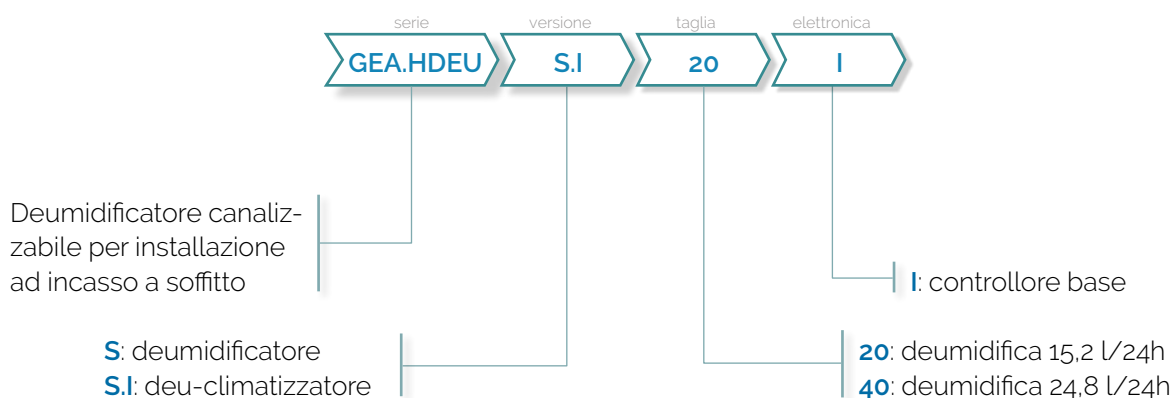 serie versione taglia elettronica
GEA.HDEU S.I 20 I
Deumidificatore canaliz-
zabile per installazione
ad incasso a soffitto
I: controllore base
S: deumidificatore
S.I: deu-climatizzatore
20: deumidifica 15,2 l/24h
40: deumidifica 24,8 l/24h